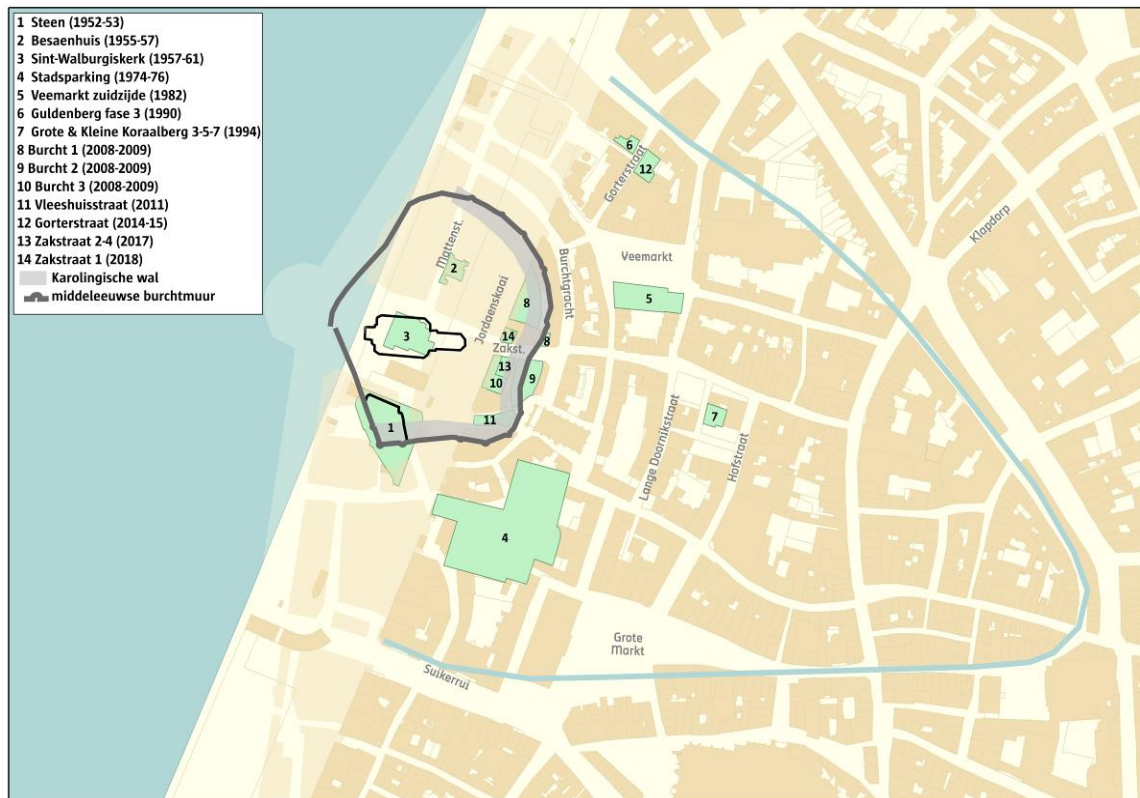 1 Steen (1952-53)
2 Besaenhuis (1955-57)
3 Sint-Walburgiskerk (1957-61)
4 Stadsparking (1974-76)
5 Veemarkt zuidzijde (1982)
6 Guldenberg fase 3 (1990)
7 Grote & Kleine Koraalberg 3-5-7 (1994)
8 Burcht 1 (2008-2009)
9 Burcht 2 (2008-2009)
10 Burcht 3 (2008-2009)
11 Vleeshuisstraat (2011)
12 Gorterstraat (2014-15)
13 Zakstraat 2-4 (2017)
14 Zakstraat 1 (2018)
Karolingische wal
middeleeuwse burchtmuur
6
12
Gorterstraat
Klapdorp
Mattenst.
2
Burchtgracht
Veemarkt
5
Jordaenskaai
8
3
14
8
Zakst.
13
10
9
11
1
7
Lange Doornikstraat
Hofstraat
4
Grote
Markt
Suikerrui